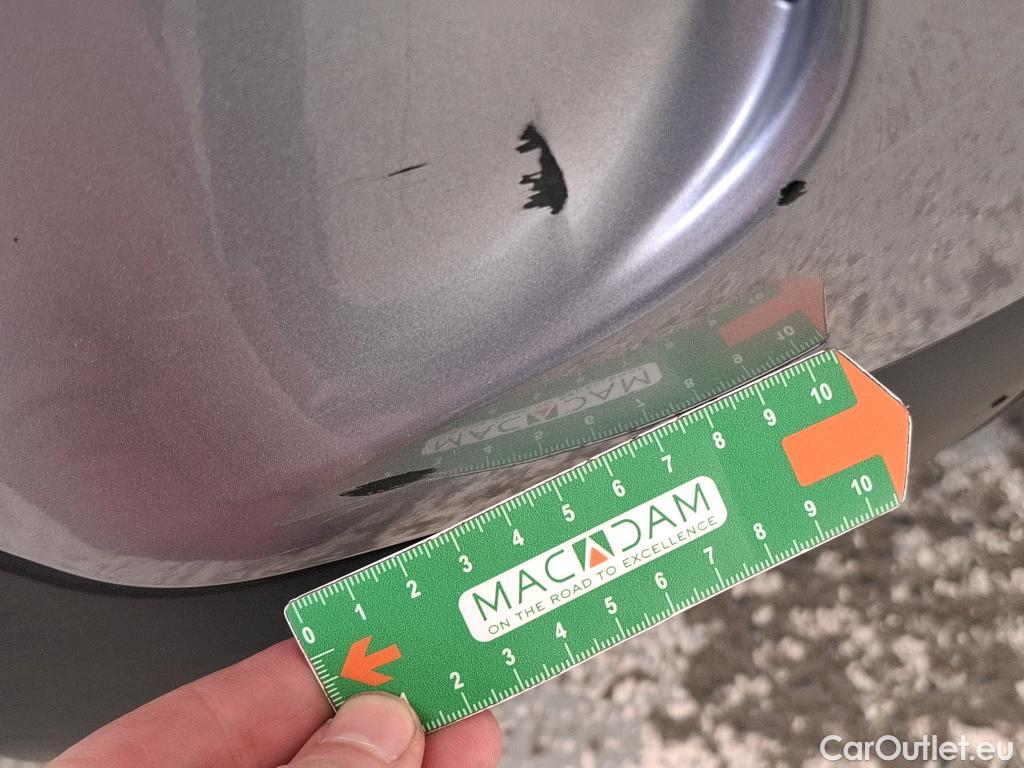 0 1 2 3 4 5 6 7 8 9 10
MACADAM
ON THE ROAD TO EXCELLENCE
2 3 4 5 6 7 8 9 10
CarOutlet.eu